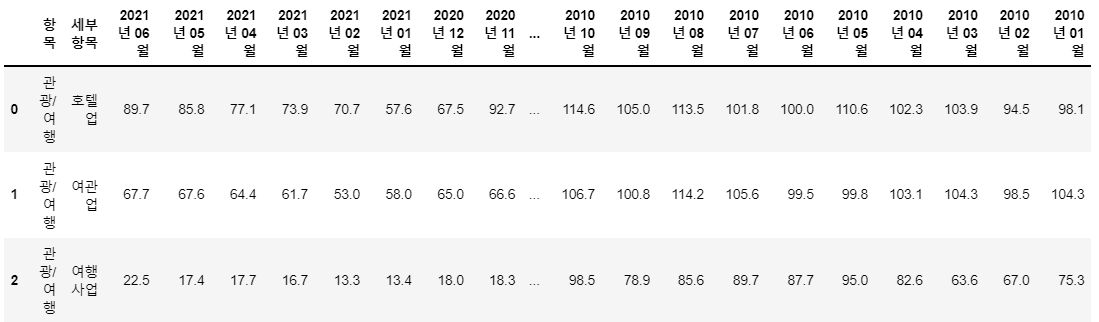 항목 세부 항목 2021년 06월 2021년 05월 2021년 04월 2021년 03월 2021년 02월 2021년 01월 2020년 12월 2020년 11월 ... 2010년 10월 2010년 09월 2010년 08월 2010년 07월 2010년 06월 2010년 05월 2010년 04월 2010년 03월 2010년 02월 2010년 01월
0 관광/여행 호텔업 89.7 85.8 77.1 73.9 70.7 57.6 67.5 92.7 ... 114.6 105.0 113.5 101.8 100.0 110.6 102.3 103.9 94.5 98.1
1 관광/여행 여관업 67.7 67.6 64.4 61.7 53.0 58.0 65.0 66.6 ... 106.7 100.8 114.2 105.6 99.5 99.8 103.1 104.3 98.5 104.3
2 관광/여행 여행사업 22.5 17.4 17.7 16.7 13.3 13.4 18.0 18.3 ... 98.5 78.9 85.6 89.7 87.7 95.0 82.6 63.6 67.0 75.3